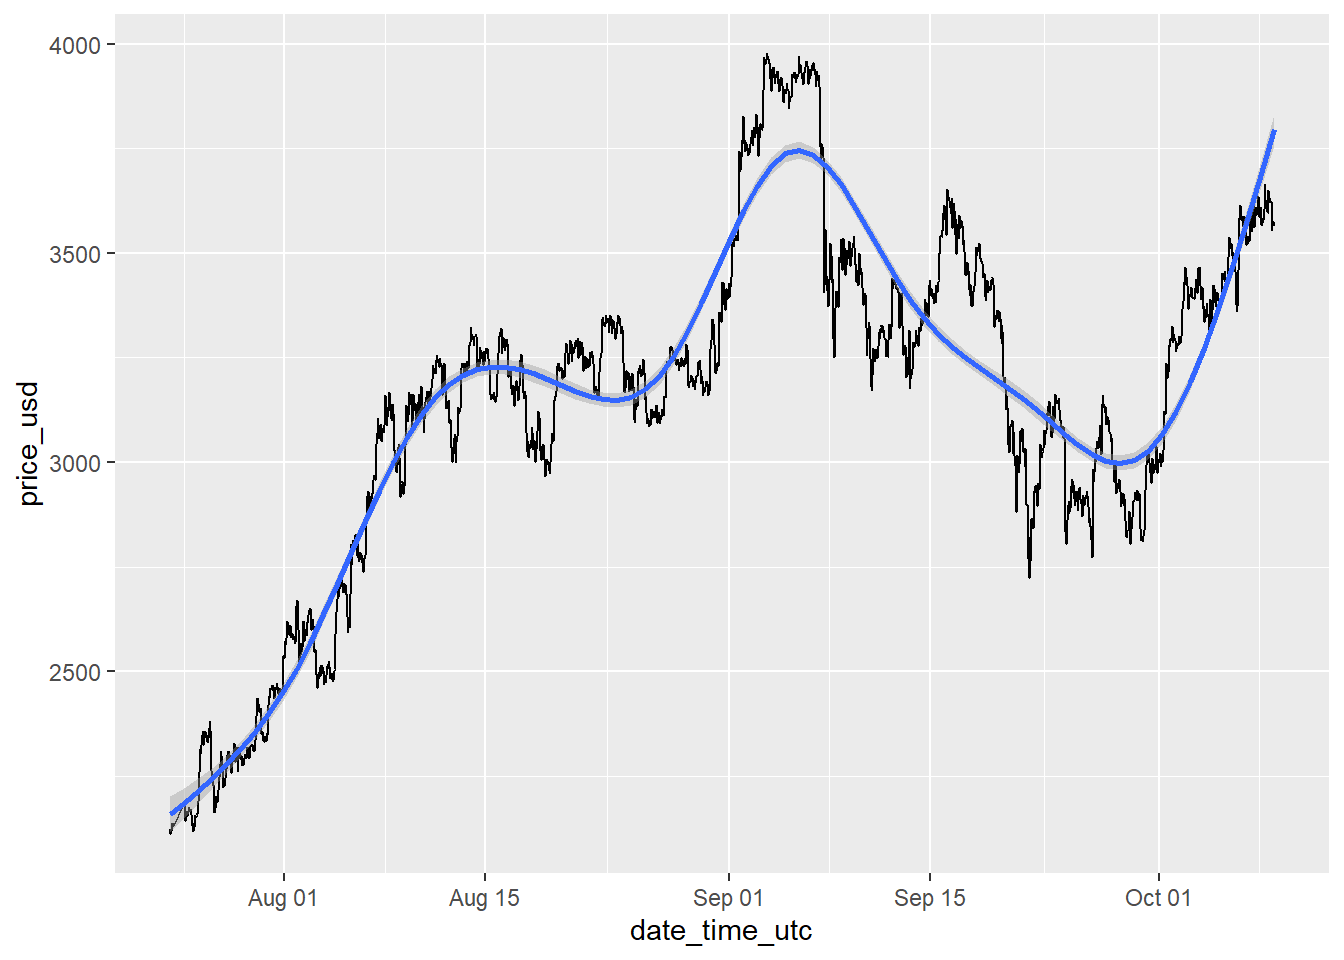 4000
3500
3000
2500
price_usd
Aug 01
Aug 15
Sep 01
Sep 15
Oct 01
date_time_utc